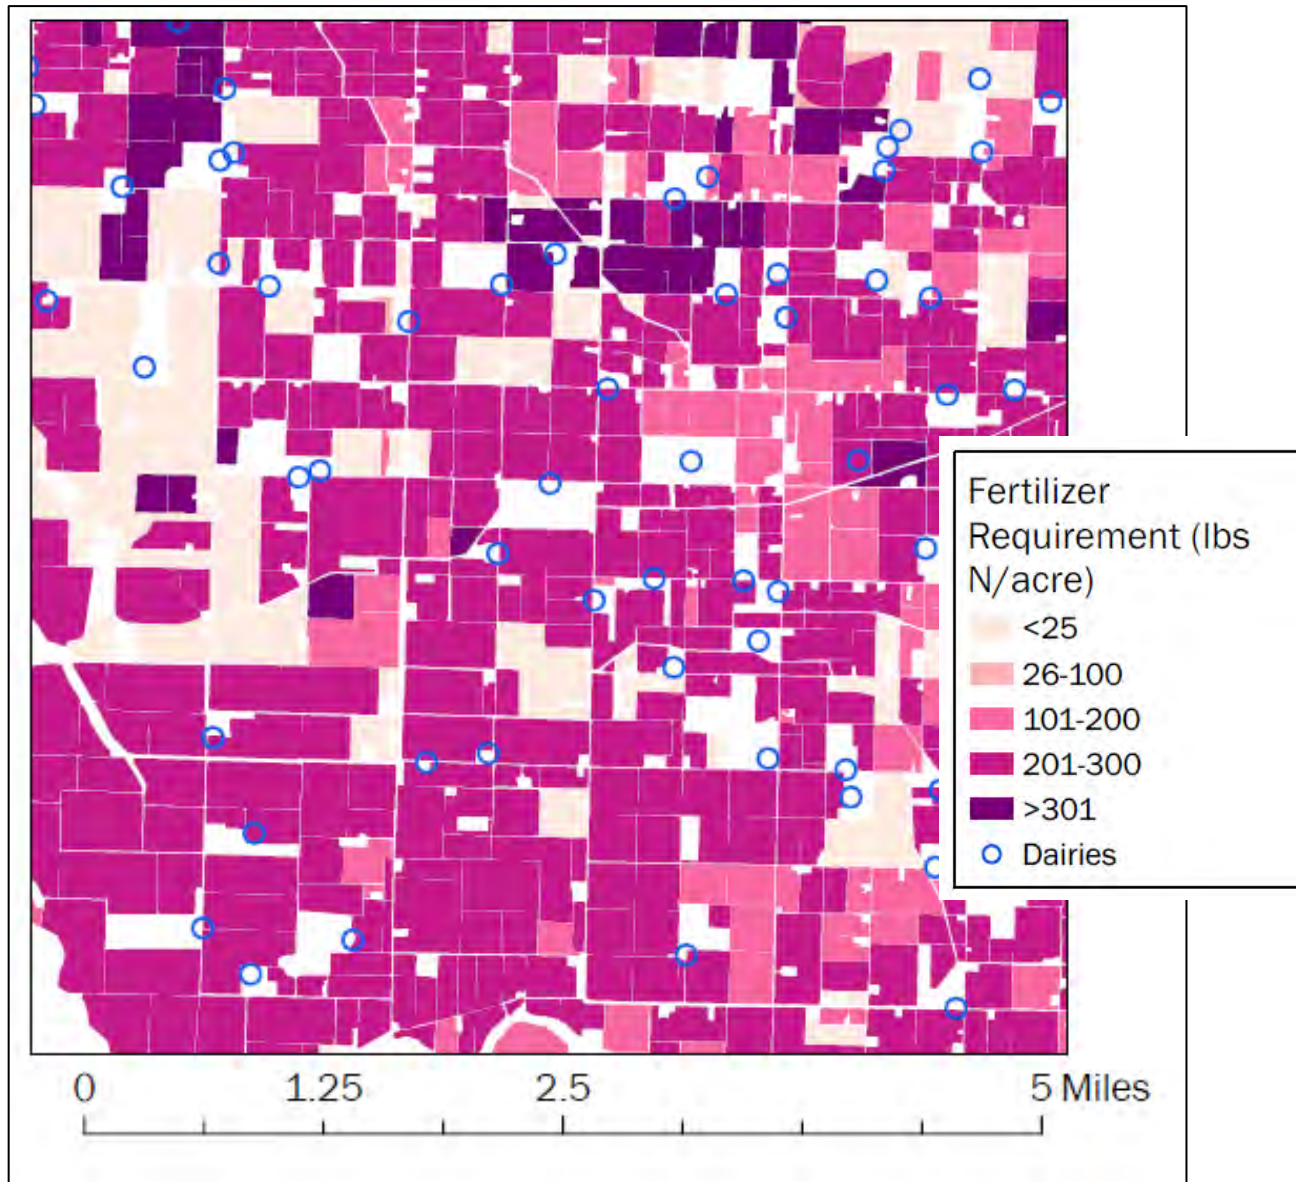 Fertilizer
Requirement (lbs
N/acre)
<25
26-100
101-200
201-300
>301
Dairies
0 1.25 2.5 5 Miles